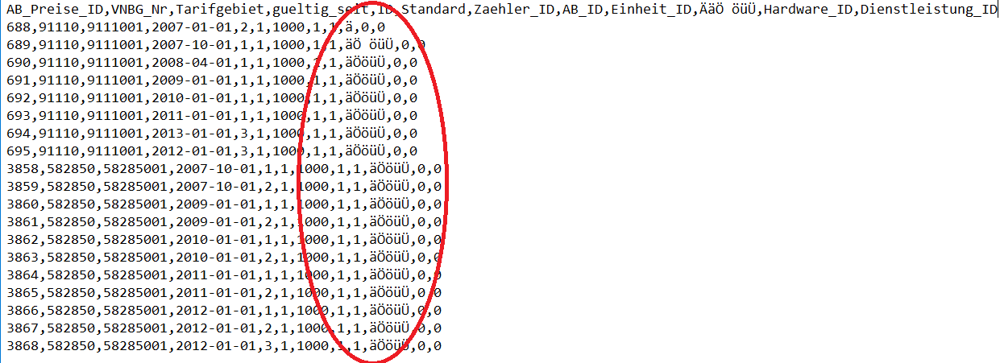 AB_Preise_ID,VNBG_Nr,Tarifgebiet,gueltig_seit,ID_Standard,Zaehler_ID,AB_ID,Einheit_ID,ÄäÖ öüÜ,Hardware_ID,Dienstleistung_ID
688,91110,9111001,2007-01-01,2,1,1000,1,1,ä,0,0
689,91110,9111001,2007-10-01,1,1,1000,1,1,äÖ öüÜ,0,0
690,91110,9111001,2008-04-01,1,1,1000,1,1,äÖöüÜ,0,0
691,91110,9111001,2009-01-01,1,1,1000,1,1,äÖöüÜ,0,0
692,91110,9111001,2010-01-01,1,1,1000,1,1,äÖöüÜ,0,0
693,91110,9111001,2011-01-01,1,1,1000,1,1,äÖöüÜ,0,0
694,91110,9111001,2013-01-01,3,1,1000,1,1,äÖöüÜ,0,0
695,91110,9111001,2012-01-01,3,1,1000,1,1,äÖöüÜ,0,0
3858,582850,58285001,2007-10-01,1,1,1000,1,1,äÖöüÜ,0,0
3859,582850,58285001,2007-10-01,2,1,1000,1,1,äÖöüÜ,0,0
3860,582850,58285001,2009-01-01,1,1,1000,1,1,äÖöüÜ,0,0
3861,582850,58285001,2009-01-01,2,1,1000,1,1,äÖöüÜ,0,0
3862,582850,58285001,2010-01-01,1,1,1000,1,1,äÖöüÜ,0,0
3863,582850,58285001,2010-01-01,2,1,1000,1,1,äÖöüÜ,0,0
3864,582850,58285001,2011-01-01,1,1,1000,1,1,äÖöüÜ,0,0
3865,582850,58285001,2011-01-01,2,1,1000,1,1,äÖöüÜ,0,0
3866,582850,58285001,2012-01-01,1,1,1000,1,1,äÖöüÜ,0,0
3867,582850,58285001,2012-01-01,2,1,1000,1,1,äÖöüÜ,0,0
3868,582850,58285001,2012-01-01,3,1,1000,1,1,äÖöüÜ,0,0